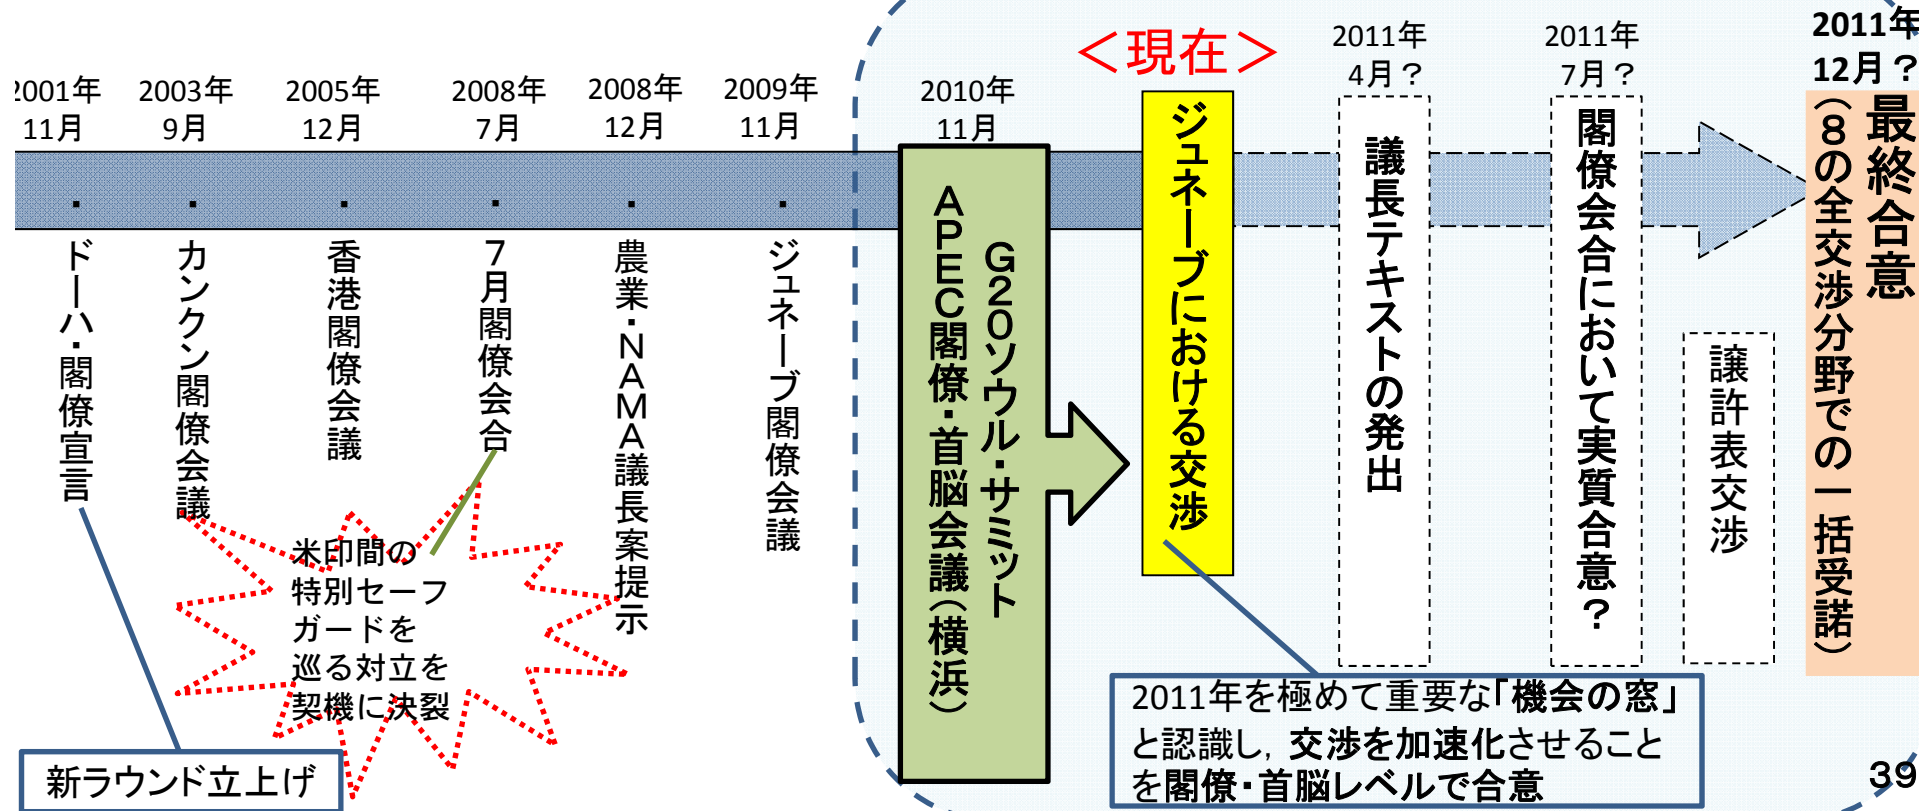 2001年
11月
ドーハ・閣僚宣言
新ラウンド立上げ
2003年
9月
カンクン閣僚会議
2005年
12月
香港閣僚会議
2008年
7月
7月閣僚会合
米印間の
特別セーフ
ガードを
巡る対立を
契機に決裂
2008年
12月
農業・NAMA議長案提示
2009年
11月
ジュネーブ閣僚会議
2010年
11月
G20ソウル・サミット
APEC閣僚・首脳会議（横浜）
＜現在＞
ジュネーブにおける交渉
2011年を極めて重要な「機会の窓」
と認識し，交渉を加速化させること
を閣僚・首脳レベルで合意
2011年
4月？
議長テキストの発出
2011年
7月？
閣僚会合において実質合意？
譲許表交渉
2011年
12月？
最終合意
（８の全交渉分野での一括受諾）
39